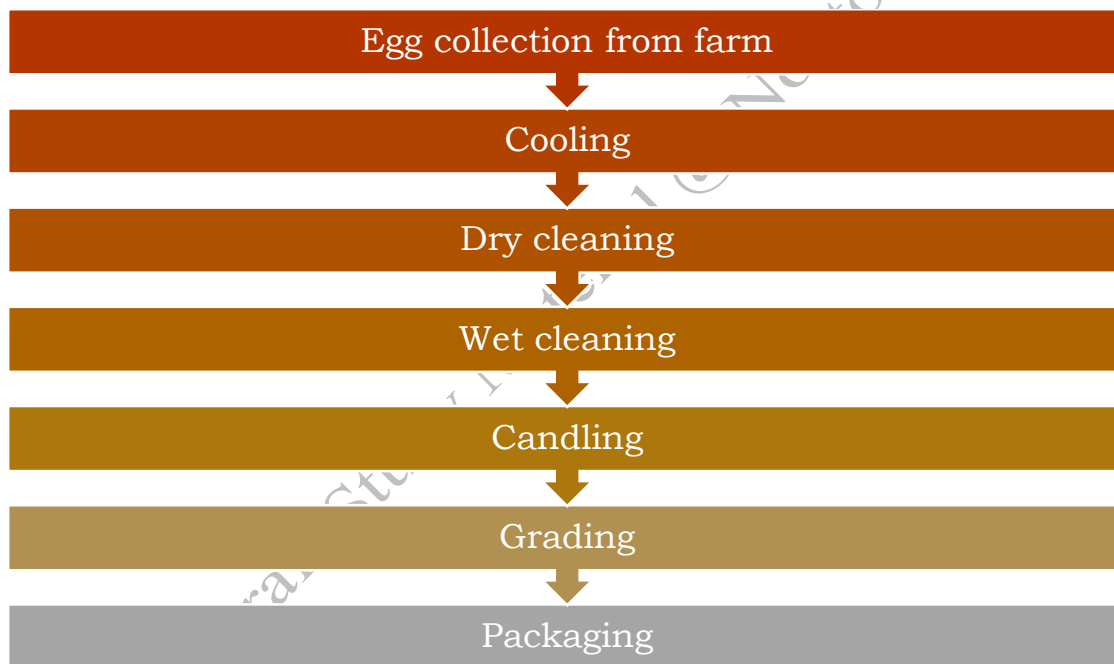 Egg collection from farm
Cooling
Dry cleaning
Wet cleaning
Candling
Grading
Packaging